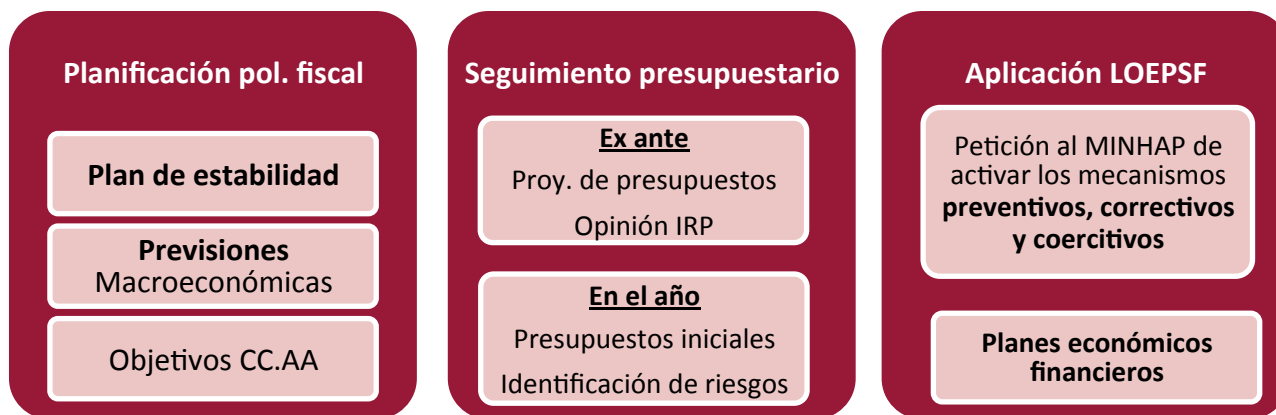 Planificación pol. fiscal
Plan de estabilidad
Previsiones
Macroeconómicas
Objetivos CC.AA
Seguimiento presupuestario
Ex ante
Proy. de presupuestos
Opinión IRP
En el año
Presupuestos iniciales
Identificación de riesgos
Aplicación LOEPSF
Petición al MINHAP de
activar los mecanismos
preventivos, correctivos
y coercitivos
Planes económicos
financieros